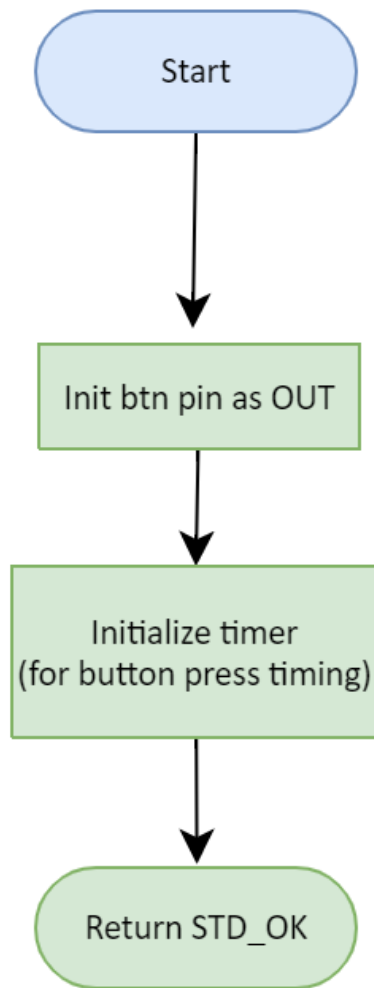 Start
Init btn pin as OUT
Initialize timer
(for button press timing)
Return STD_OK